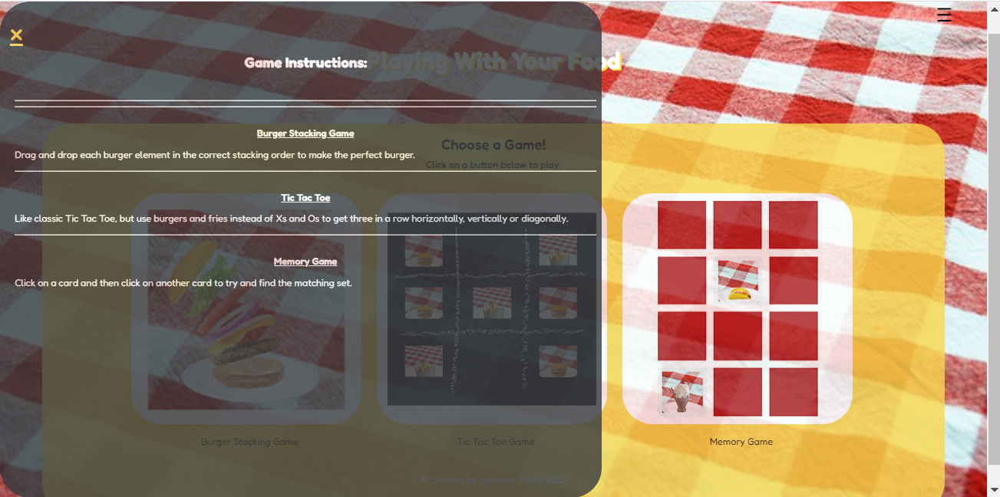 Game Instructions:
Playing With Your Food
Burger Stacking Game
Drag and drop each burger element in the correct stacking order to make the perfect burger.
Choose a Game!
Click on a button below to play.
Tic Tac Toe
Like classic Tic Tac Toe, but use burgers and fries instead of Xs and Os to get three in a row horizontally, vertically or diagonally.
Memory Game
Click on a card and then click on another card to try and find the matching set.
Burger Stacking Game
Tic Tac Toe Game
Memory Game
© Created by Jennifer Yaple 2022